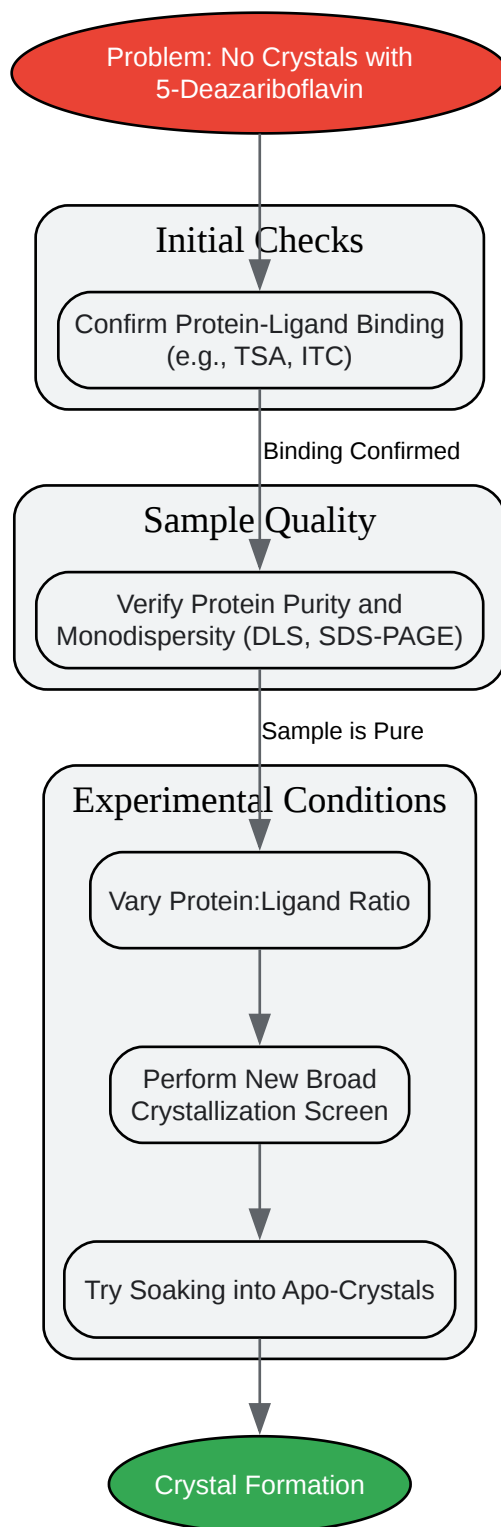 Problem: No Crystals with
5-Deazariboflavin
Initial Checks
Confirm Protein-Ligand Binding
(e.g., TSA, ITC)
Binding Confirmed
Sample Quality
Verify Protein Purity and
Monodispersity (DLS, SDS-PAGE)
Sample is Pure
Experimental Conditions
Vary Protein:Ligand Ratio
Perform New Broad
Crystallization Screen
Try Soaking into Apo-Crystals
Crystal Formation